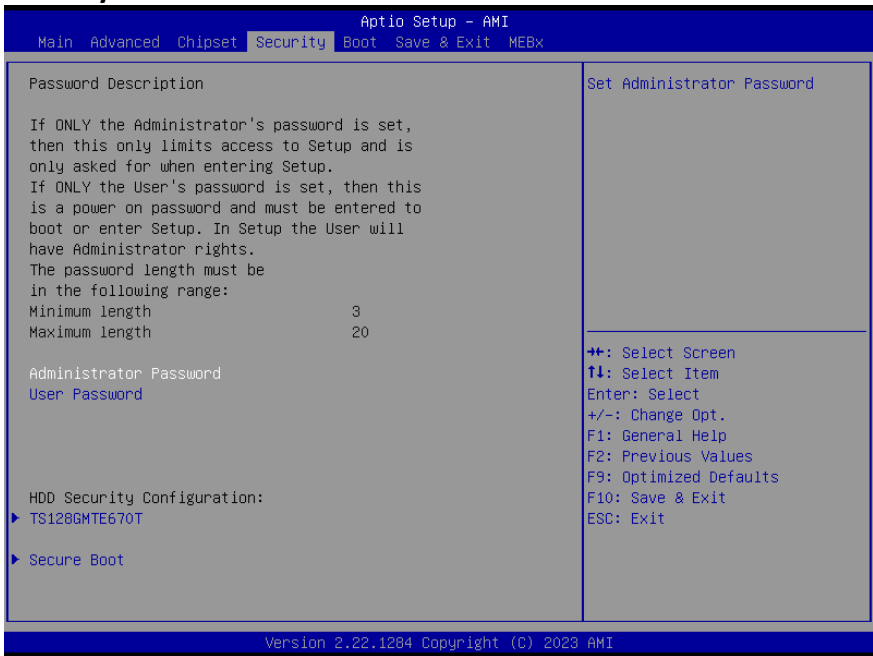 Aptio Setup – AMI
Main Advanced Chipset Security Boot Save & Exit MEBx
Password Description
If ONLY the Administrator's password is set,
then this only limits access to Setup and is
only asked for when entering Setup.
If ONLY the User's password is set, then this
is a power on password and must be entered to
boot or enter Setup. In Setup the User will
have Administrator rights.
The password length must be
in the following range:
Minimum length 3
Maximum length 20
Administrator Password
User Password
HDD Security Configuration:
TS128GMTE670T
Secure Boot
Set Administrator Password
→←: Select Screen
↑↓: Select Item
Enter: Select
+/-: Change Opt.
F1: General Help
F2: Previous Values
F9: Optimized Defaults
F10: Save & Exit
ESC: Exit
Version 2.22.1284 Copyright (C) 2023 AMI